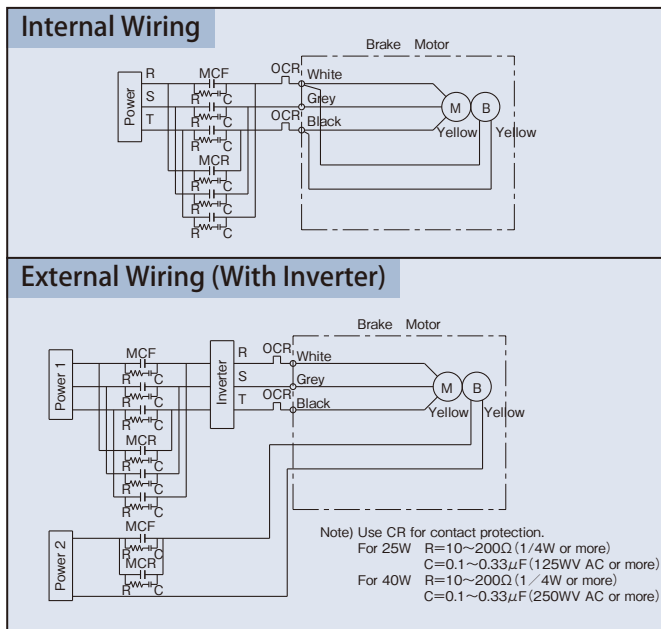 Internal Wiring
Brake Motor
R
MCF
OCR
White
S
R C
Grey
Power
R C
T
OCR
Black
M
B
R C
Yellow
Yellow
MCR
R C
R C
R C
External Wiring (With Inverter)
Brake Motor
R
MCF
OCR
White
R C
S
Grey
Power 1
R C
Inverter
T
OCR
Black
M
B
R C
Yellow
Yellow
MCR
R C
R C
R C
MCF
Power 2
R C
MCR
R C
Note) Use CR for contact protection.
For 25W R=10~200Ω(1/4W or more)
C=0.1~0.33μF(125WV AC or more)
For 40W R=10~200Ω(1/4W or more)
C=0.1~0.33μF(250WV AC or more)